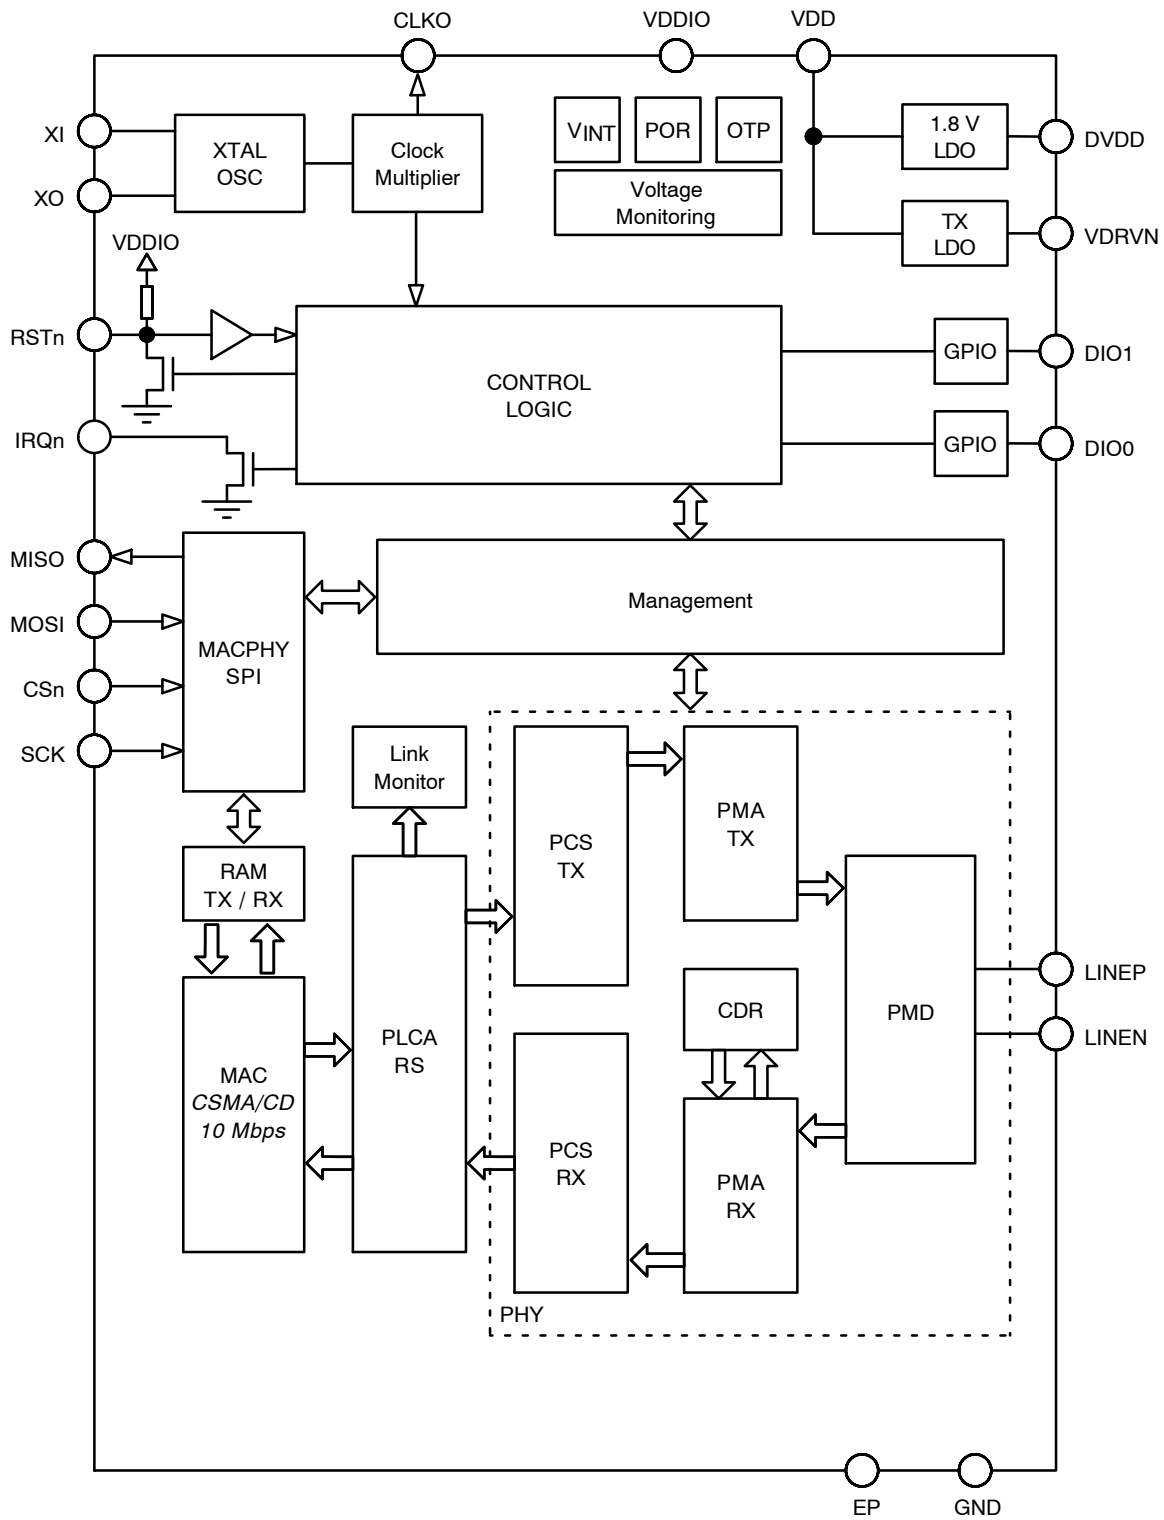 CLKO
VDDIO
VDD
XI
XO
XTAL
OSC
Clock
Multiplier
VINT
POR
OTP
Voltage
Monitoring
1.8 V
LDO
DVDD
TX
LDO
VDRVN
VDDIO
RSTn
IRQn
CONTROL
LOGIC
GPIO
DIO1
GPIO
DIO0
MISO
MOSI
CSn
SCK
MACPHY
SPI
Management
Link
Monitor
RAM
TX / RX
MAC
CSMA/CD
10 Mbps
PLCA
RS
PCS
TX
PMA
TX
CDR
PMD
LINEP
LINEN
PCS
RX
PMA
RX
PHY
EP
GND